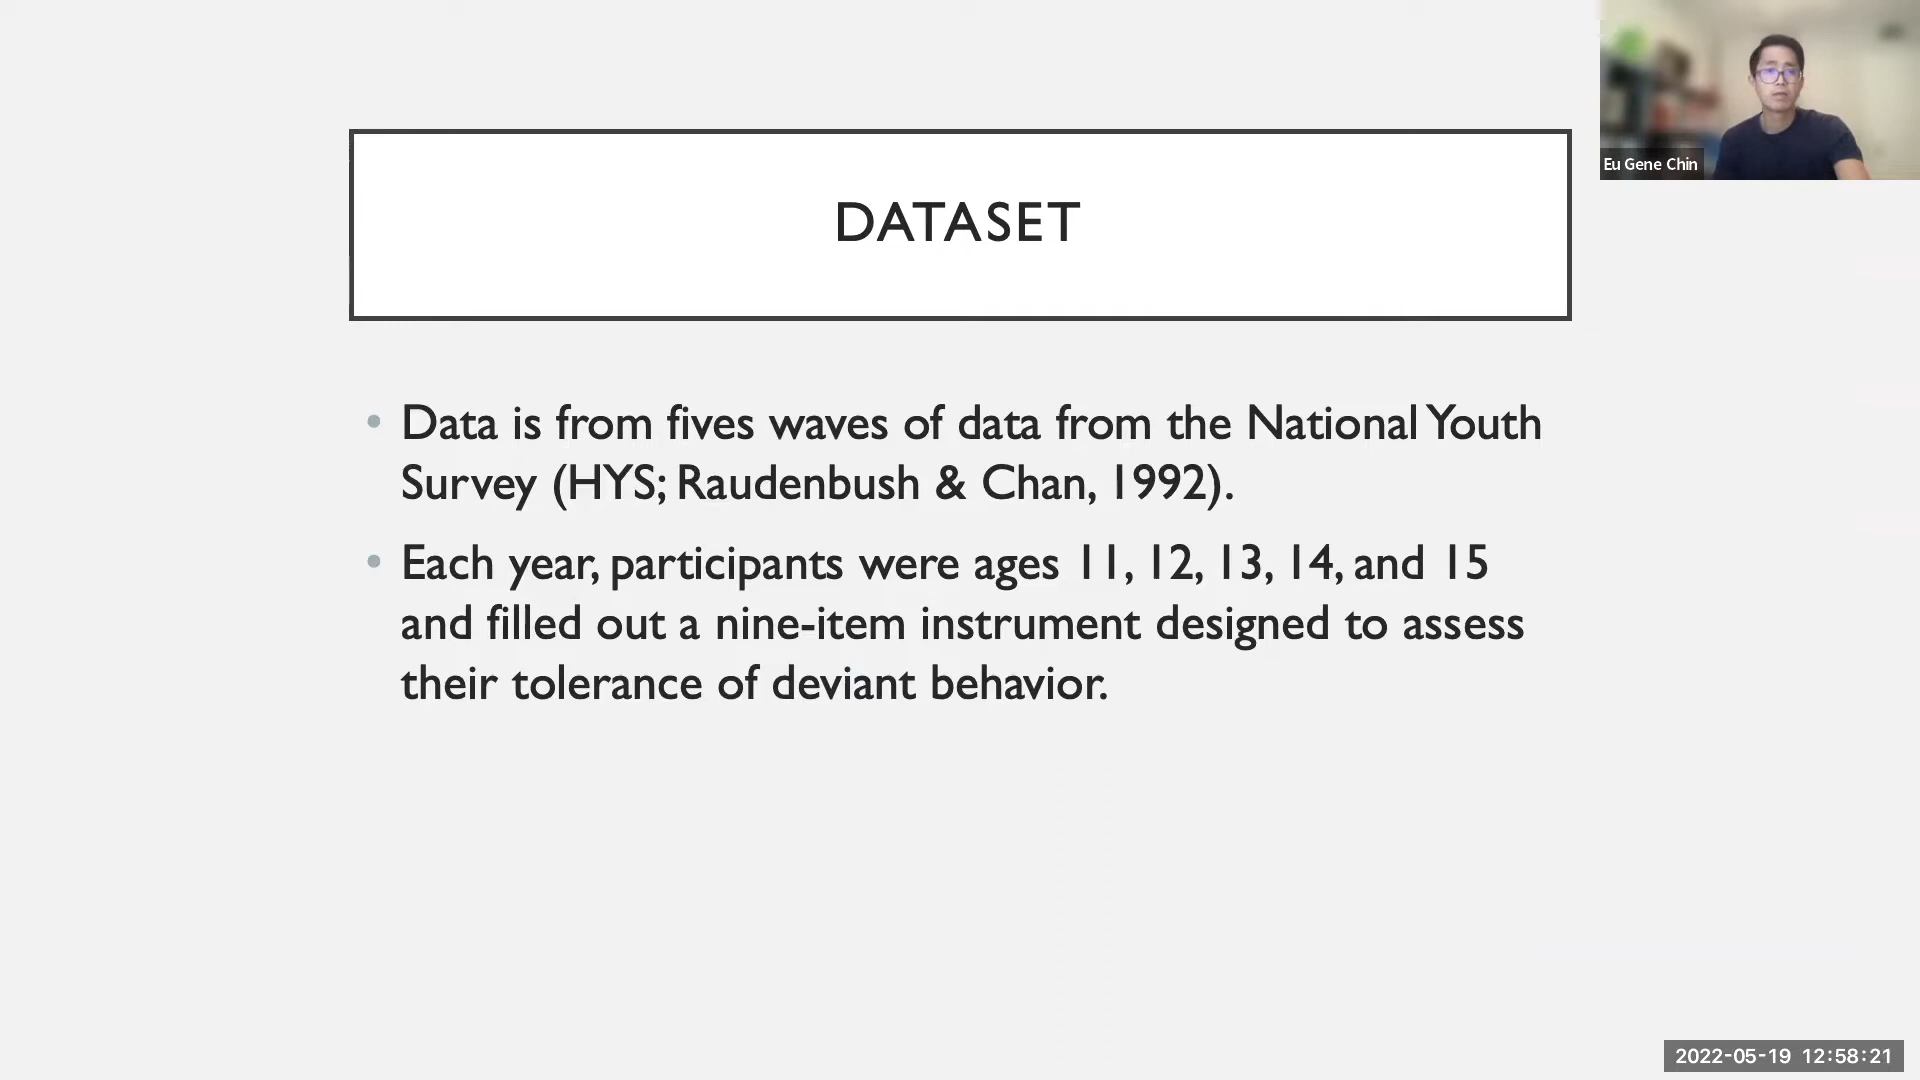 DATASET
Data is from fives waves of data from the National Youth
Survey (HYS; Raudenbush & Chan, 1992).
Each year, participants were ages 11, 12, 13, 14, and 15
and filled out a nine-item instrument designed to assess
their tolerance of deviant behavior.
Eu Gene Chin
2022-05-19 12:58:21